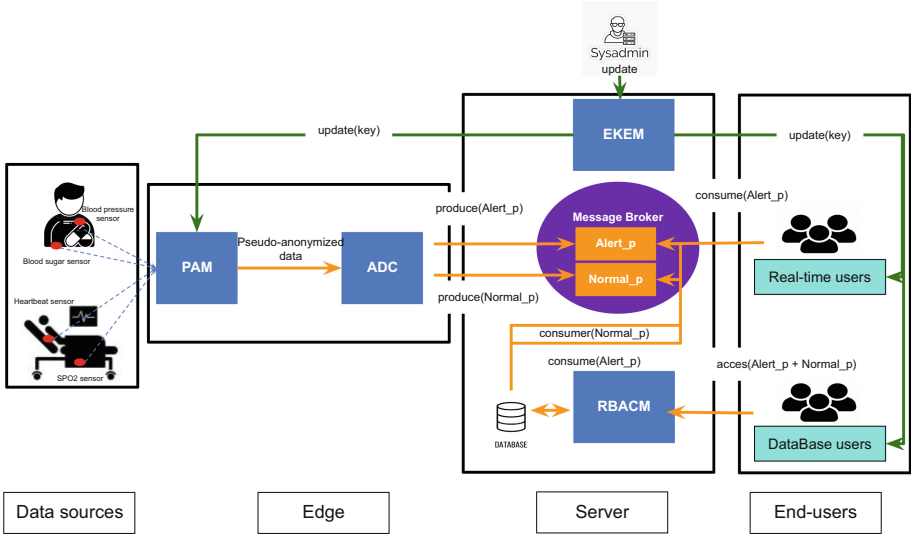 Sysadmin
update
EKEM
update(key)
update(key)
produce(Alert_p)
consume(Alert_p)
Blood pressure
sensor
Blood sugar sensor
Heartbeat sensor
SPO2 sensor
PAM
Pseudo-anonymized
data
ADC
Message Broker
Alert_p
Normal_p
produce(Normal_p)
Real-time users
consumer(Normal_p)
consume(Alert_p)
acces(Alert_p + Normal_p)
DATABASE
RBACM
DataBase users
Data sources
Edge
Server
End-users